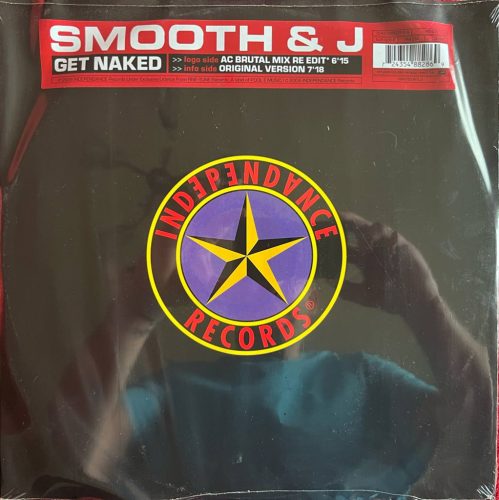 SMOOTH & J
GET NAKED
>> logo side AC BRUTAL MIX RE EDIT* 6'15
>> info side ORIGINAL VERSION 7'18
INDEPENDANCE
RECORDS®